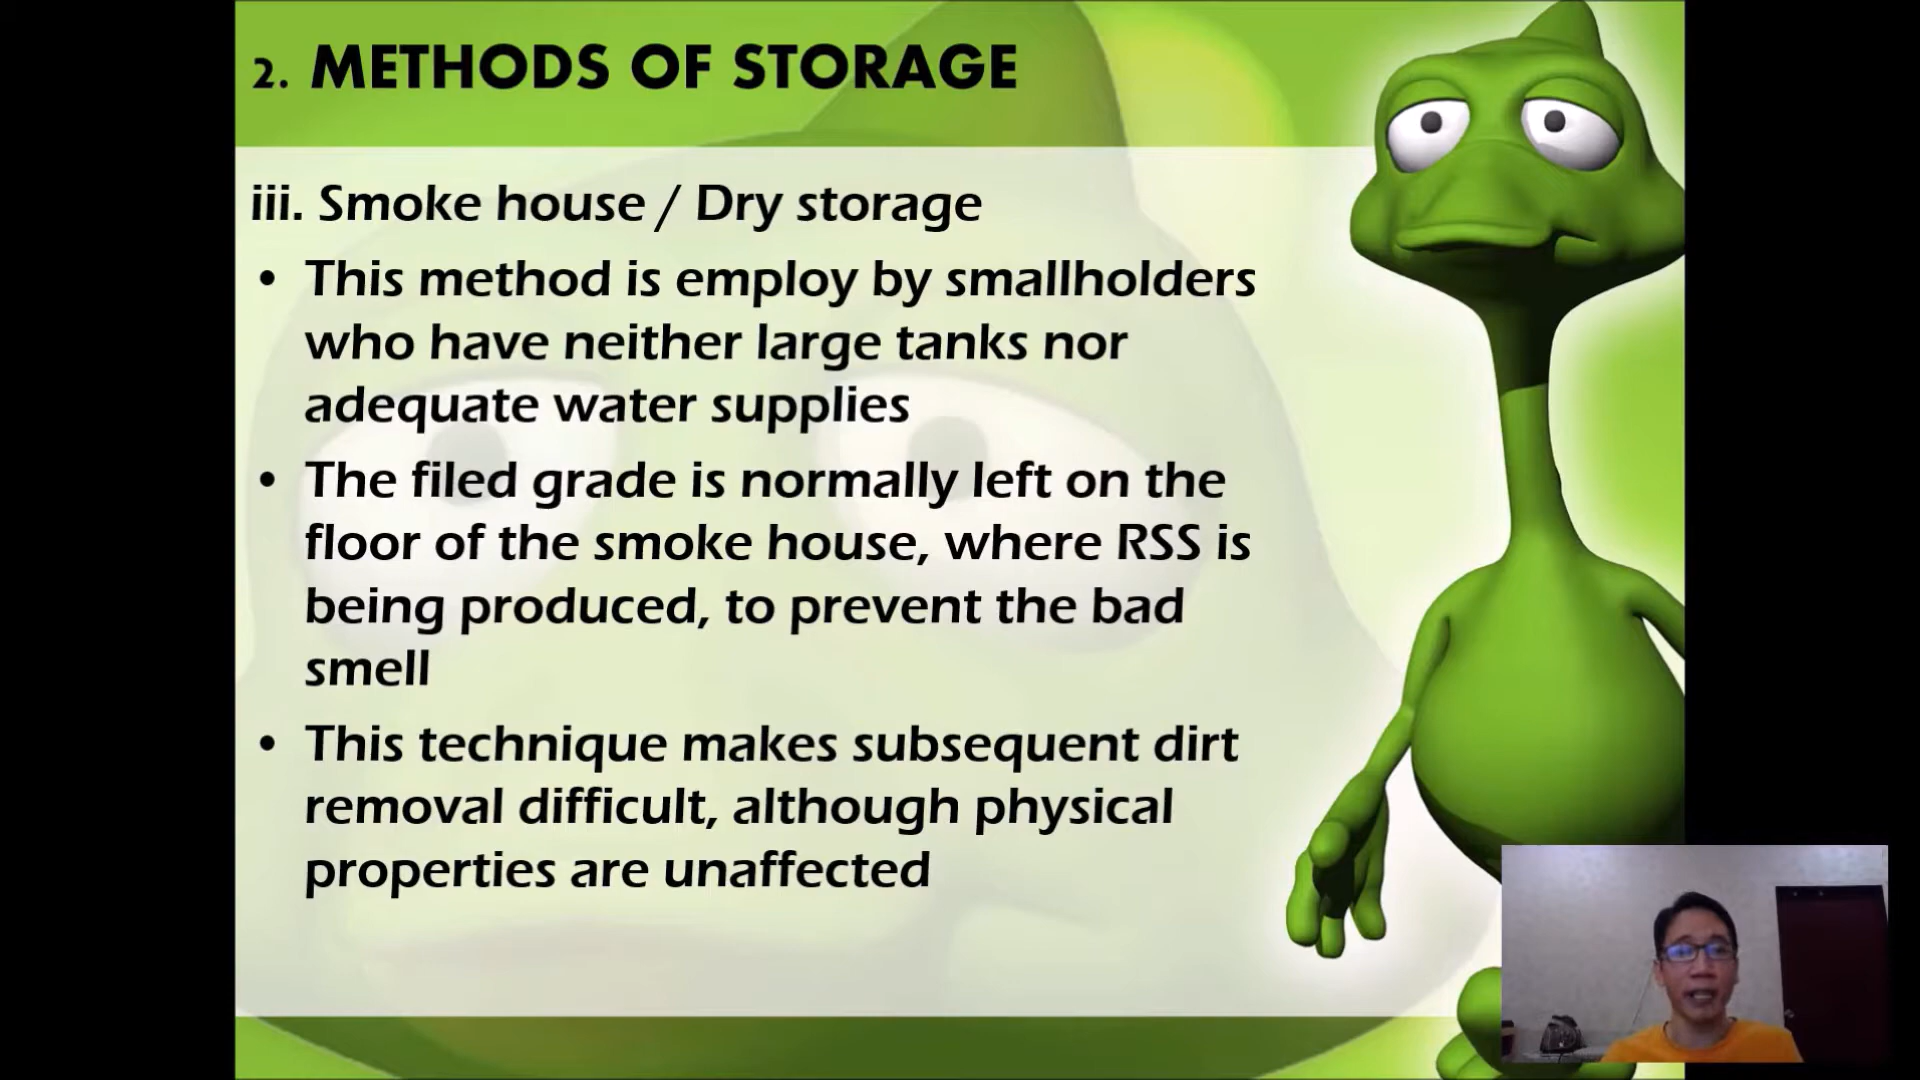 2. METHODS OF STORAGE
iii. Smoke house / Dry storage
• This method is employ by smallholders
who have neither large tanks nor
adequate water supplies
• The filed grade is normally left on the
floor of the smoke house, where RSS is
being produced, to prevent the bad
smell
• This technique makes subsequent dirt
removal difficult, although physical
properties are unaffected